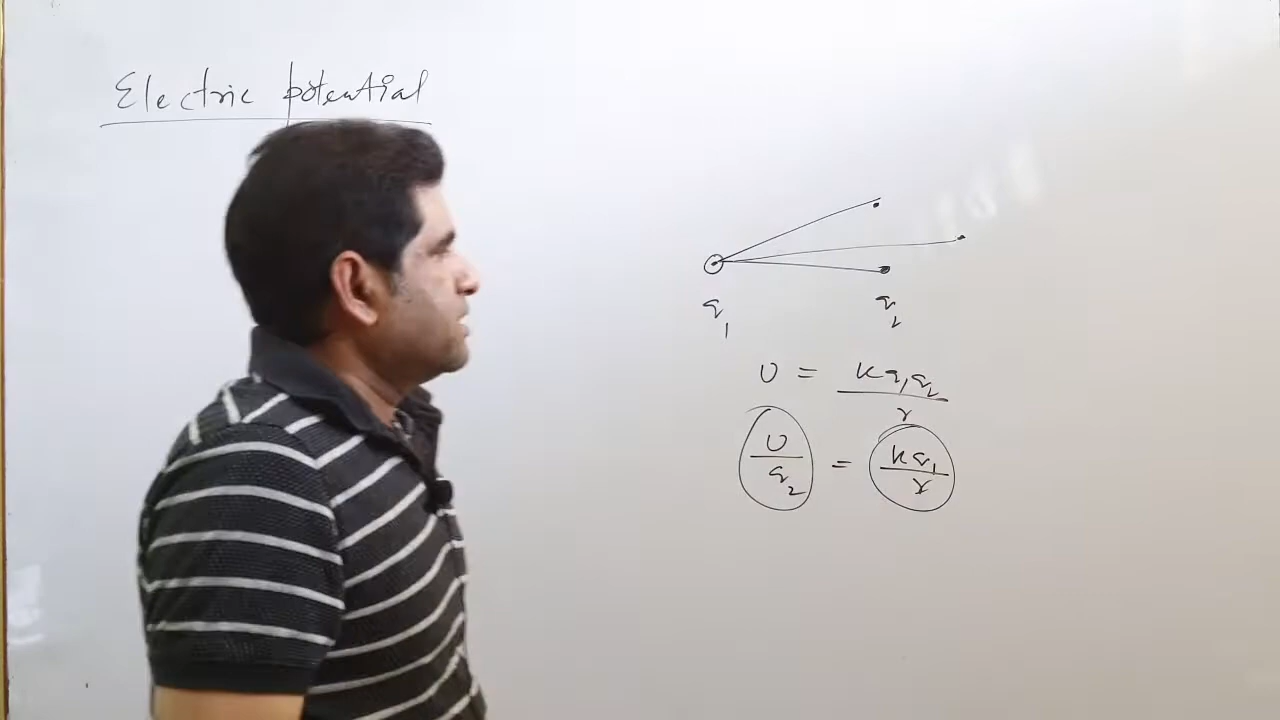 Electric potential
q1 q2
U = kq1q2/r
U/q2 = kq1/r